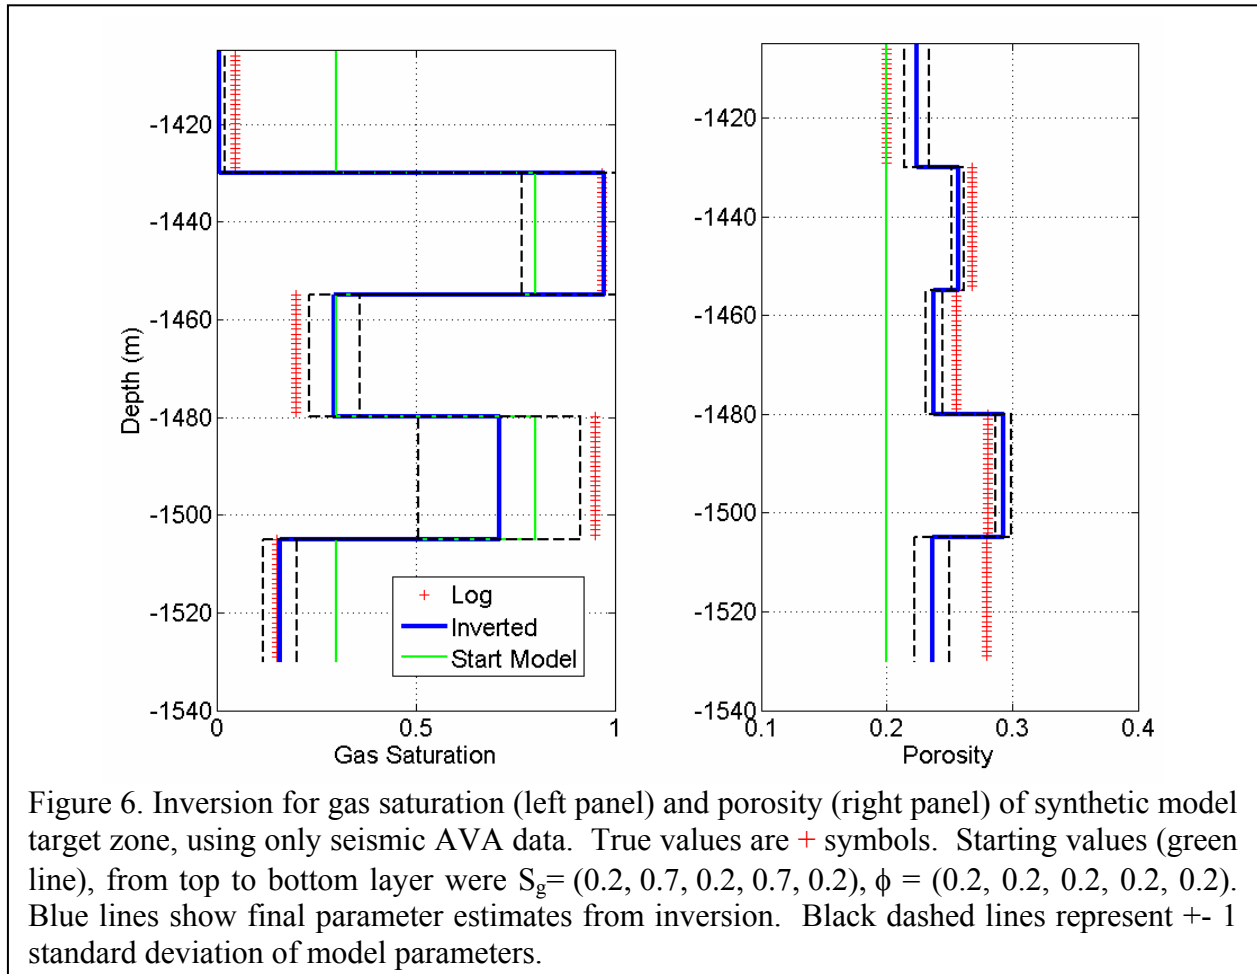 -1420
-1440
-1460
-1480
-1500
-1520
-1540
Depth (m)
0
0.5
1
Gas Saturation
Log
Inverted
Start Model
-1420
-1440
-1460
-1480
-1500
-1520
-1540
0.1
0.2
0.3
0.4
Porosity
Figure 6. Inversion for gas saturation (left panel) and porosity (right panel) of synthetic model
target zone, using only seismic AVA data. True values are + symbols. Starting values (green
line), from top to bottom layer were Sg= (0.2, 0.7, 0.2, 0.7, 0.2), ϕ = (0.2, 0.2, 0.2, 0.2, 0.2).
Blue lines show final parameter estimates from inversion. Black dashed lines represent +- 1
standard deviation of model parameters.